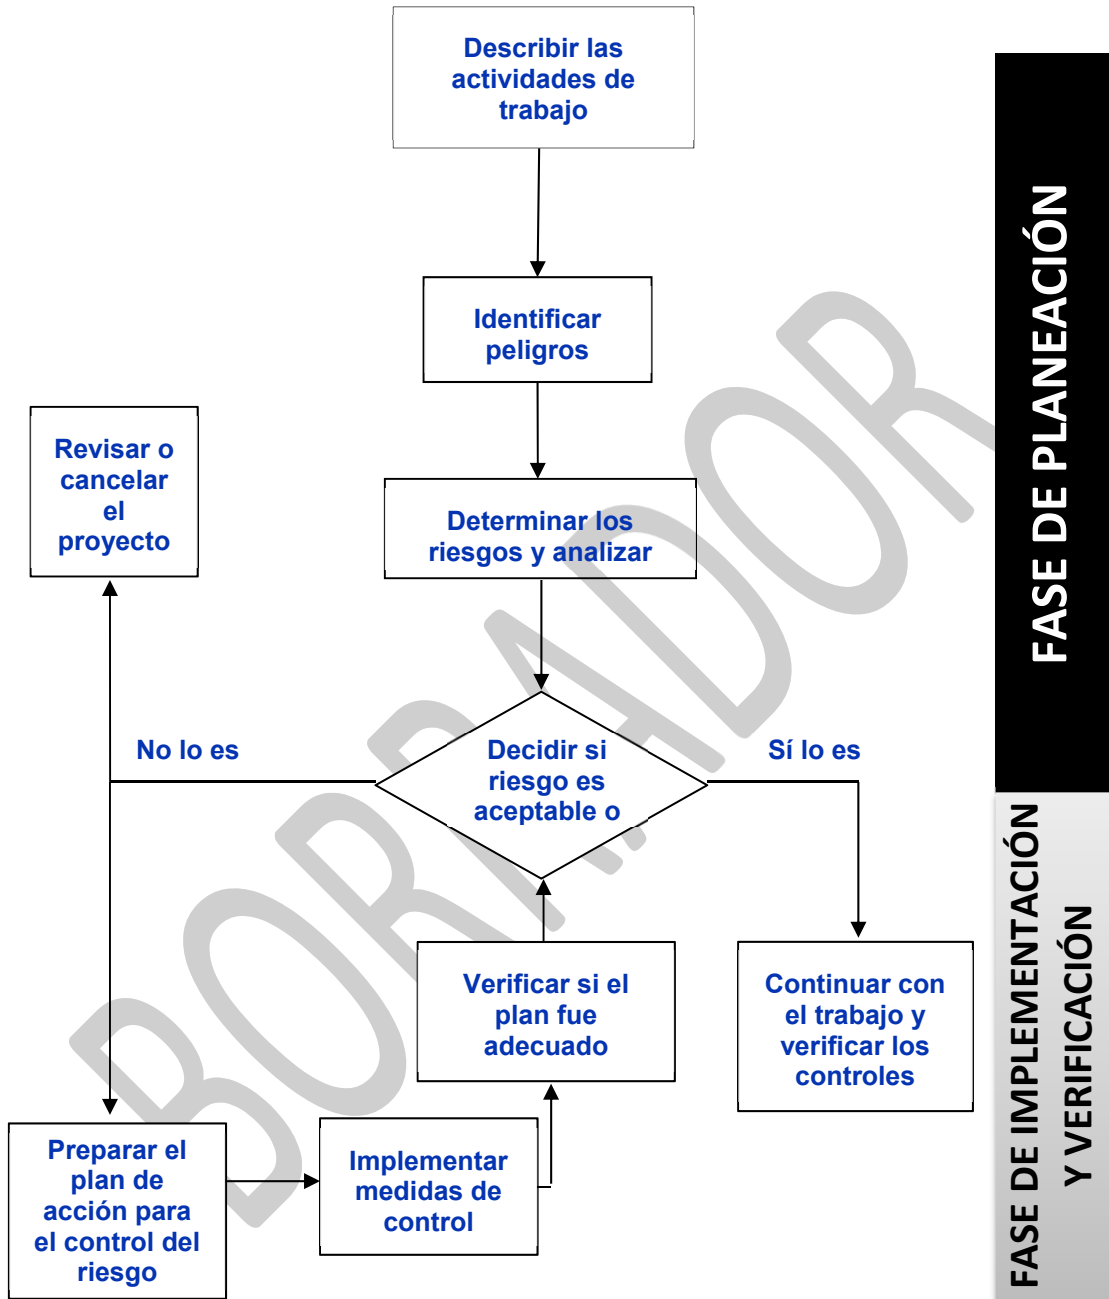 Describir las
actividades de
trabajo
Identificar
peligros
Revisar o
cancelar
el
proyecto
Determinar los
riesgos y analizar
No lo es
Decidir si
riesgo es
aceptable o
Sí lo es
Verificar si el
plan fue
adecuado
Continuar con
el trabajo y
verificar los
controles
Preparar el
plan de
acción para
el control del
riesgo
Implementar
medidas de
control
FASE DE PLANEACIÓN
FASE DE IMPLEMENTACIÓN
Y VERIFICACIÓN
BORRADOR